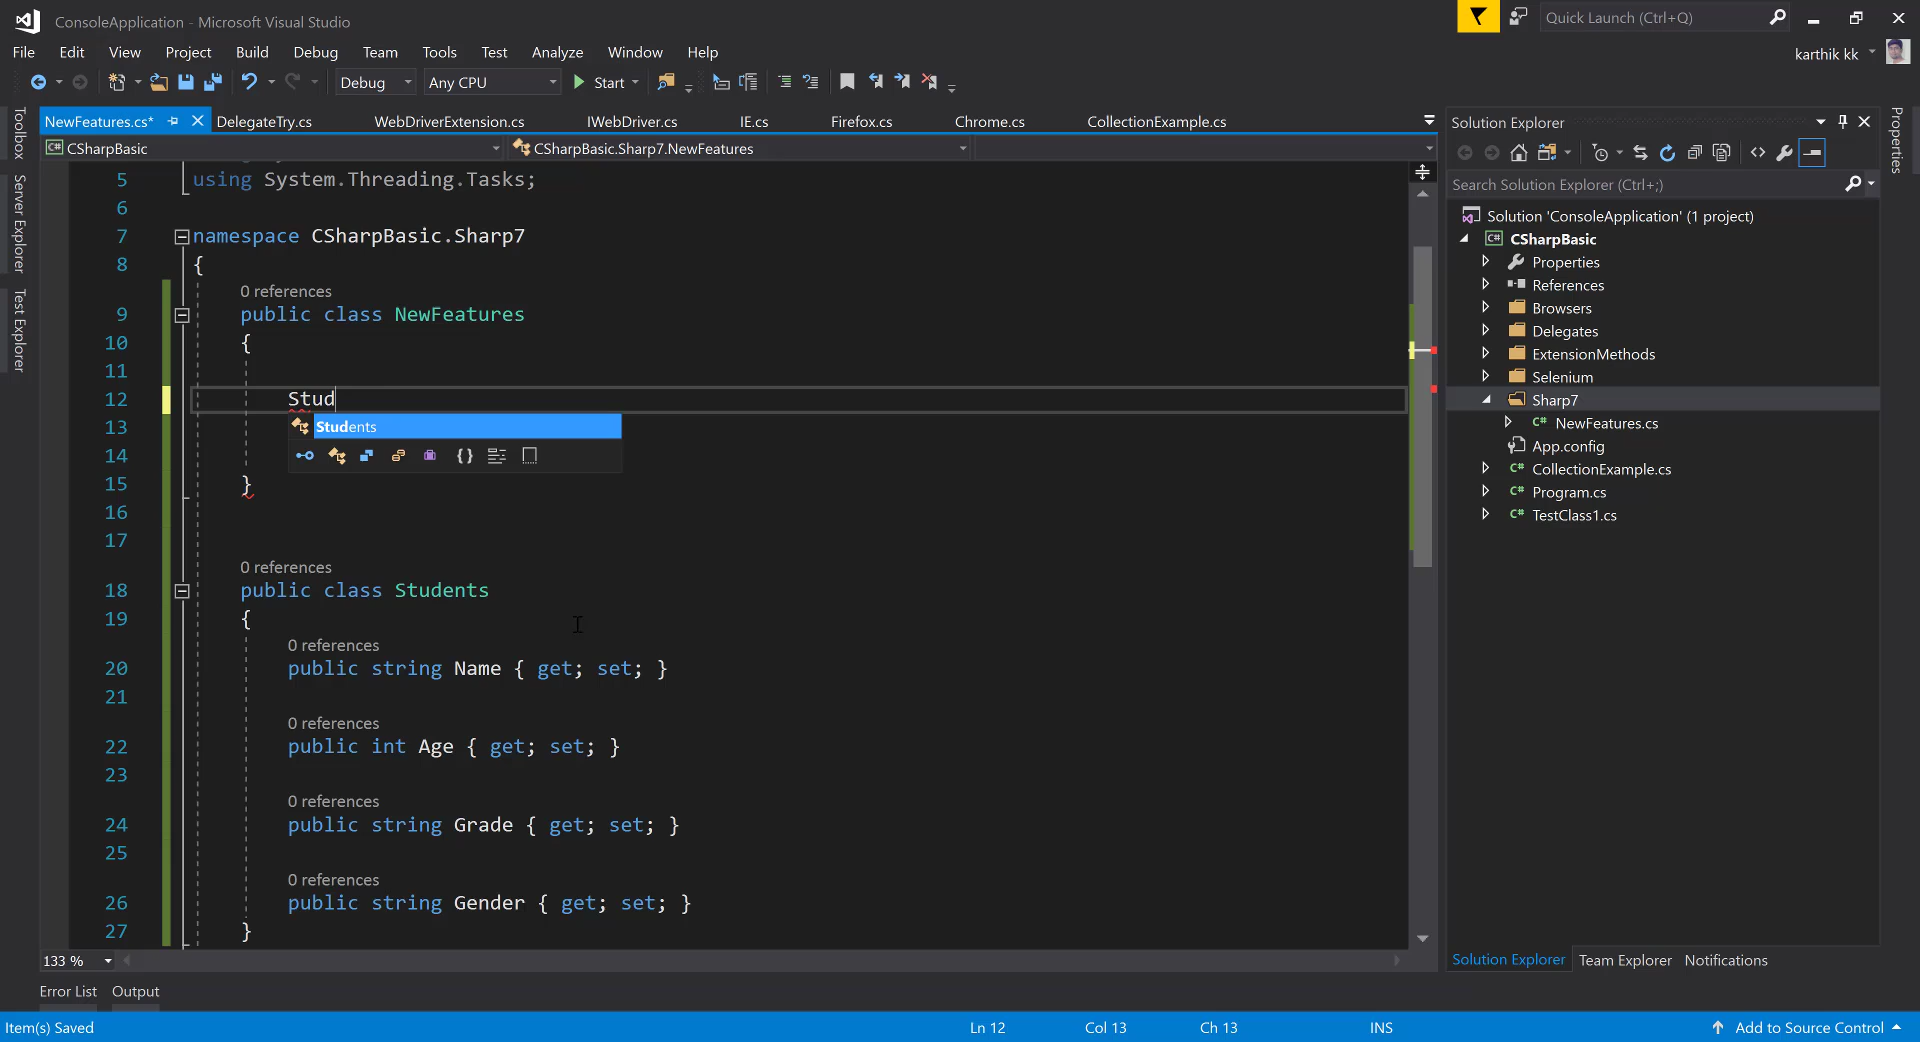 ConsoleApplication - Microsoft Visual Studio
Quick Launch (Ctrl+Q)
File Edit View Project Build Debug Team Tools Test Analyze Window Help
karthik kk
Debug Any CPU Start
NewFeatures.cs* DelegateTry.cs WebDriverExtension.cs IWebDriver.cs IE.cs Firefox.cs Chrome.cs CollectionExample.cs
C# CSharpBasic CSharpBasic.Sharp7.NewFeatures
Toolbox
Server Explorer
Test Explorer
5 using System.Threading.Tasks;
6
7 namespace CSharpBasic.Sharp7
8 {
0 references
9 public class NewFeatures
10 {
11
12 Stud
Students
13
14 {}
15 }
16
17
0 references
18 public class Students
19 {
0 references
20 public string Name { get; set; }
21
0 references
22 public int Age { get; set; }
23
0 references
24 public string Grade { get; set; }
25
0 references
26 public string Gender { get; set; }
27 }
133 %
Solution Explorer
Search Solution Explorer (Ctrl+;)
Solution 'ConsoleApplication' (1 project)
C# CSharpBasic
Properties
References
Browsers
Delegates
ExtensionMethods
Selenium
Sharp7
C# NewFeatures.cs
App.config
C# CollectionExample.cs
C# Program.cs
C# TestClass1.cs
Solution Explorer Team Explorer Notifications
Properties
Error List Output
Item(s) Saved Ln 12 Col 13 Ch 13 INS Add to Source Control